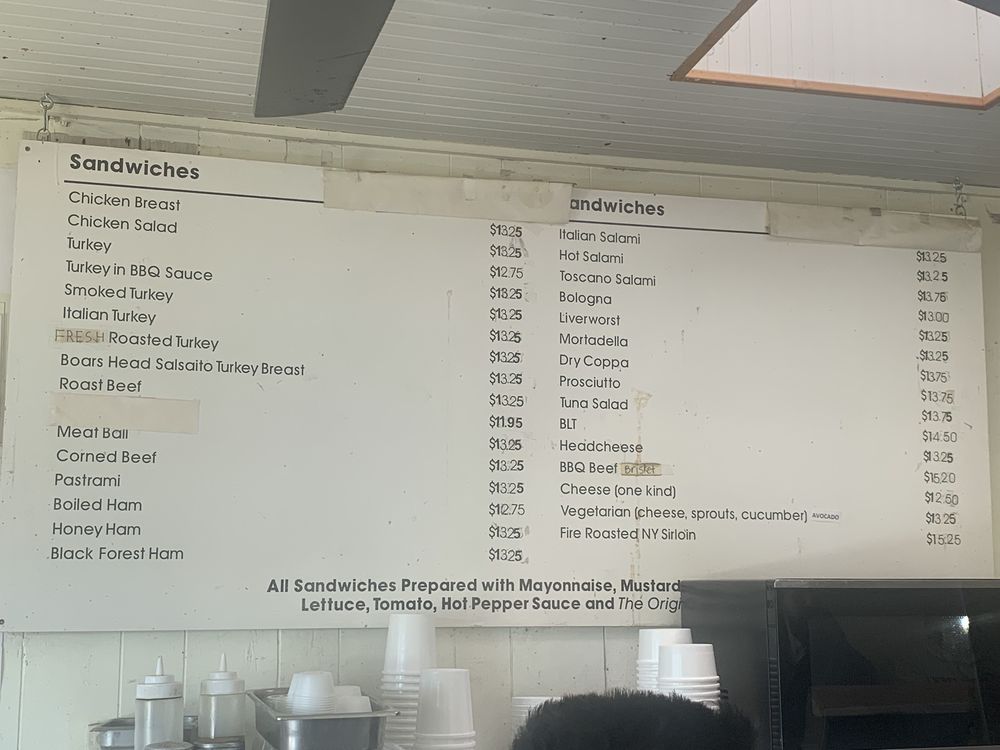 Sandwiches
Chicken Breast $13.25
Chicken Salad $13.25
Turkey $12.75
Turkey in BBQ Sauce $13.25
Smoked Turkey $13.25
Italian Turkey $13.25
FRESH Roasted Turkey $13.25
Boars Head Salsaito Turkey Breast $13.25
Roast Beef $13.25
$11.95
Meat Ball $13.25
Corned Beef $13.25
Pastrami $13.25
Boiled Ham $12.75
Honey Ham $13.25
Black Forest Ham $13.25
andwiches
Italian Salami $13.25
Hot Salami $13.25
Toscano Salami $13.75
Bologna $13.00
Liverworst $13.25
Mortadella $13.25
Dry Coppa $13.75
Prosciutto $13.75
Tuna Salad $13.75
BLT $14.50
Headcheese $13.25
BBQ Beef Brisket $15.20
Cheese (one kind) $12.50
Vegetarian (cheese, sprouts, cucumber) AVOCADO $13.25
Fire Roasted NY Sirloin $15.25
All Sandwiches Prepared with Mayonnaise, Mustard
Lettuce, Tomato, Hot Pepper Sauce and The Origi